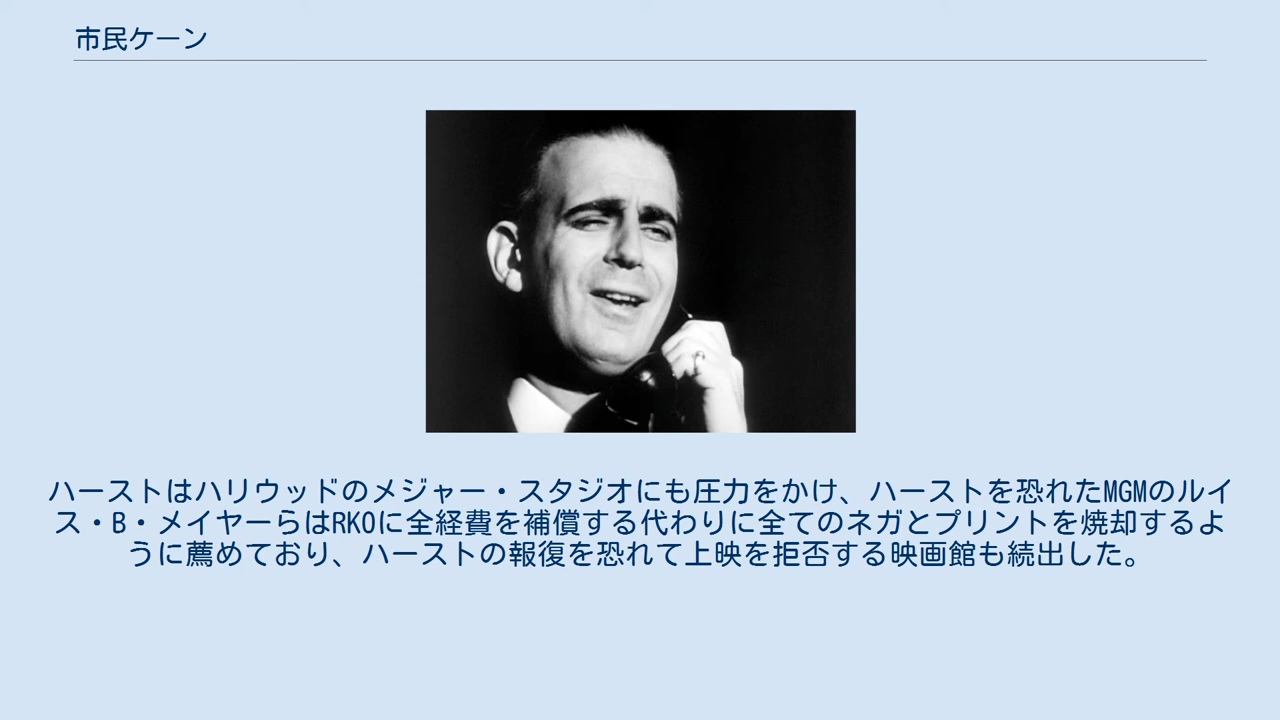 市民ケーン
ハーストはハリウッドのメジャー・スタジオにも圧力をかけ、ハーストを恐れたMGMのルイ
ス・B・メイヤーらはRKOに全経費を補償する代わりに全てのネガとプリントを焼却するよ
うに薦めており、ハーストの報復を恐れて上映を拒否する映画館も続出した。